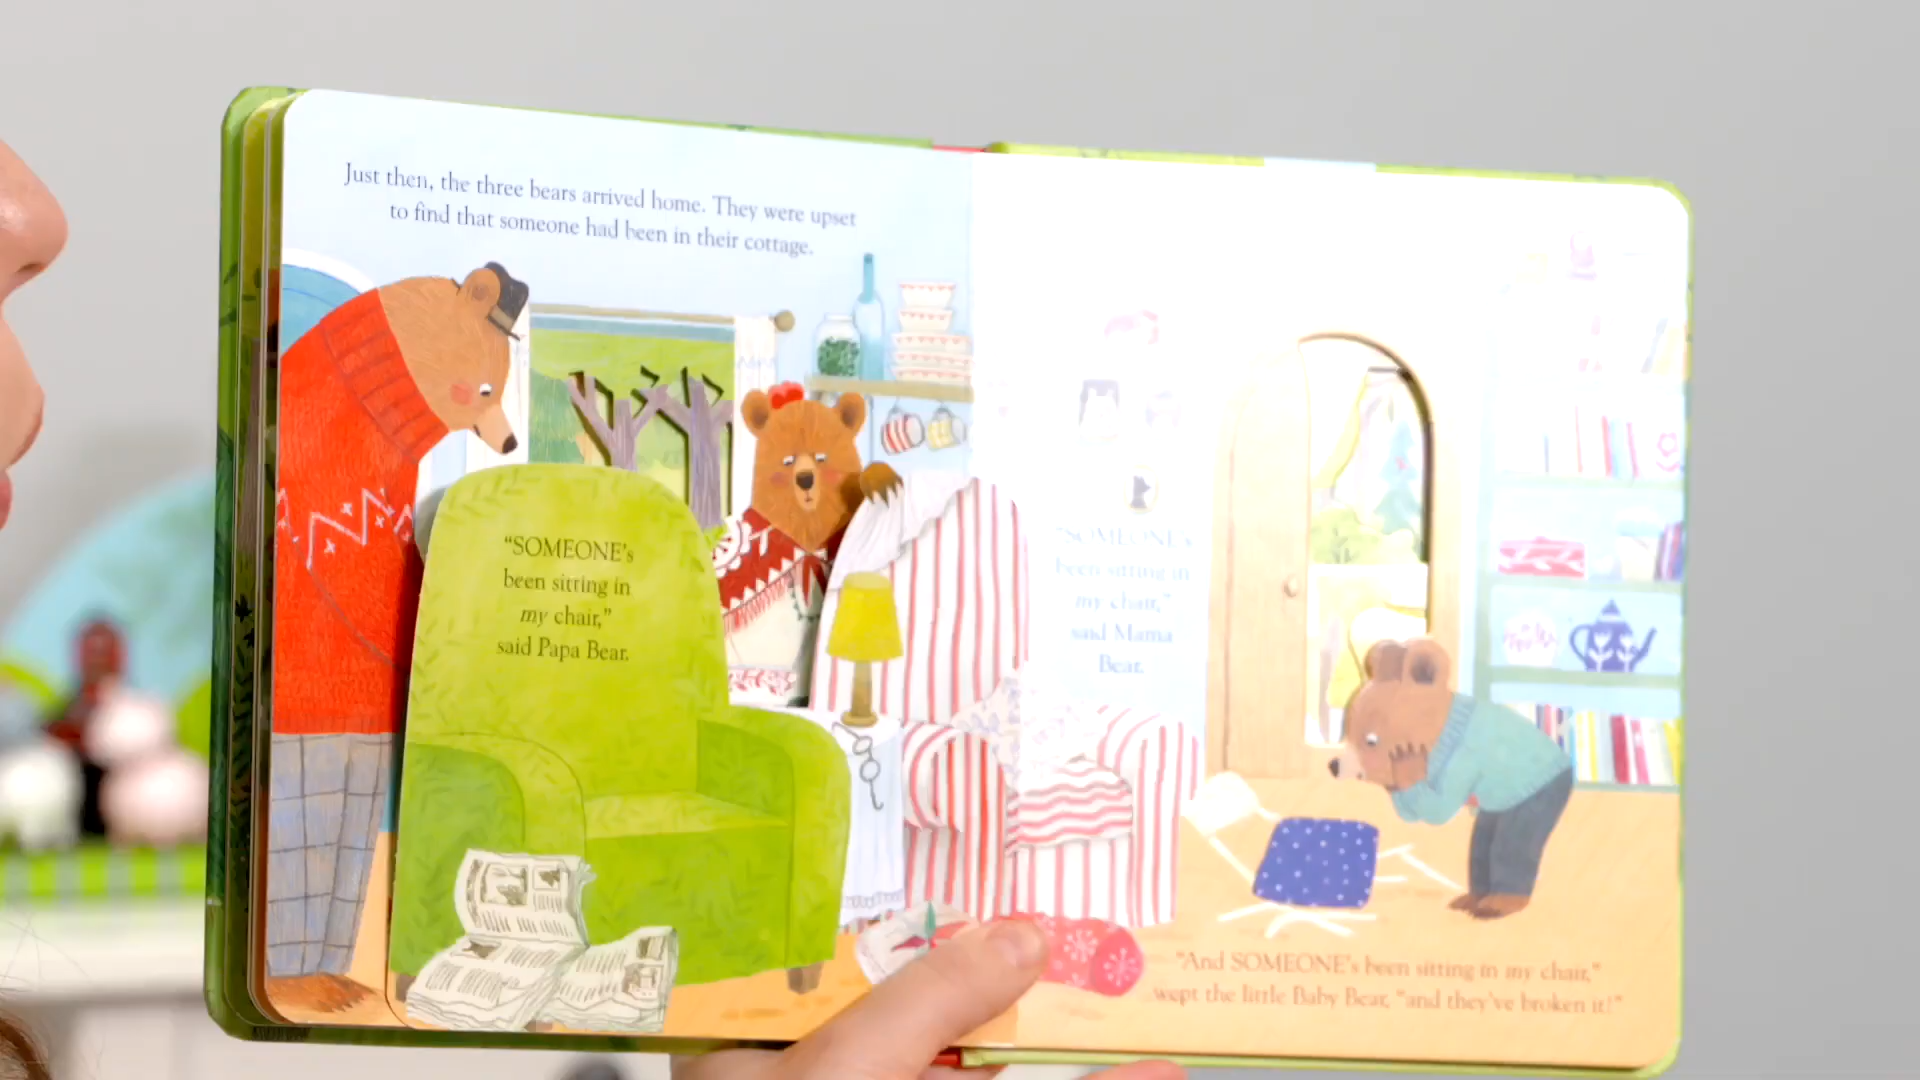 Just then, the three bears arrived home. They were upset
to find that someone had been in their cottage.
“SOMEONE’s
been sitting in
my chair,”
said Papa Bear.
“SOMEONE’s
been sitting in
my chair,”
said Mama
Bear.
“And SOMEONE’s been sitting in my chair,”
wept the little Baby Bear, “and they’ve broken it!”